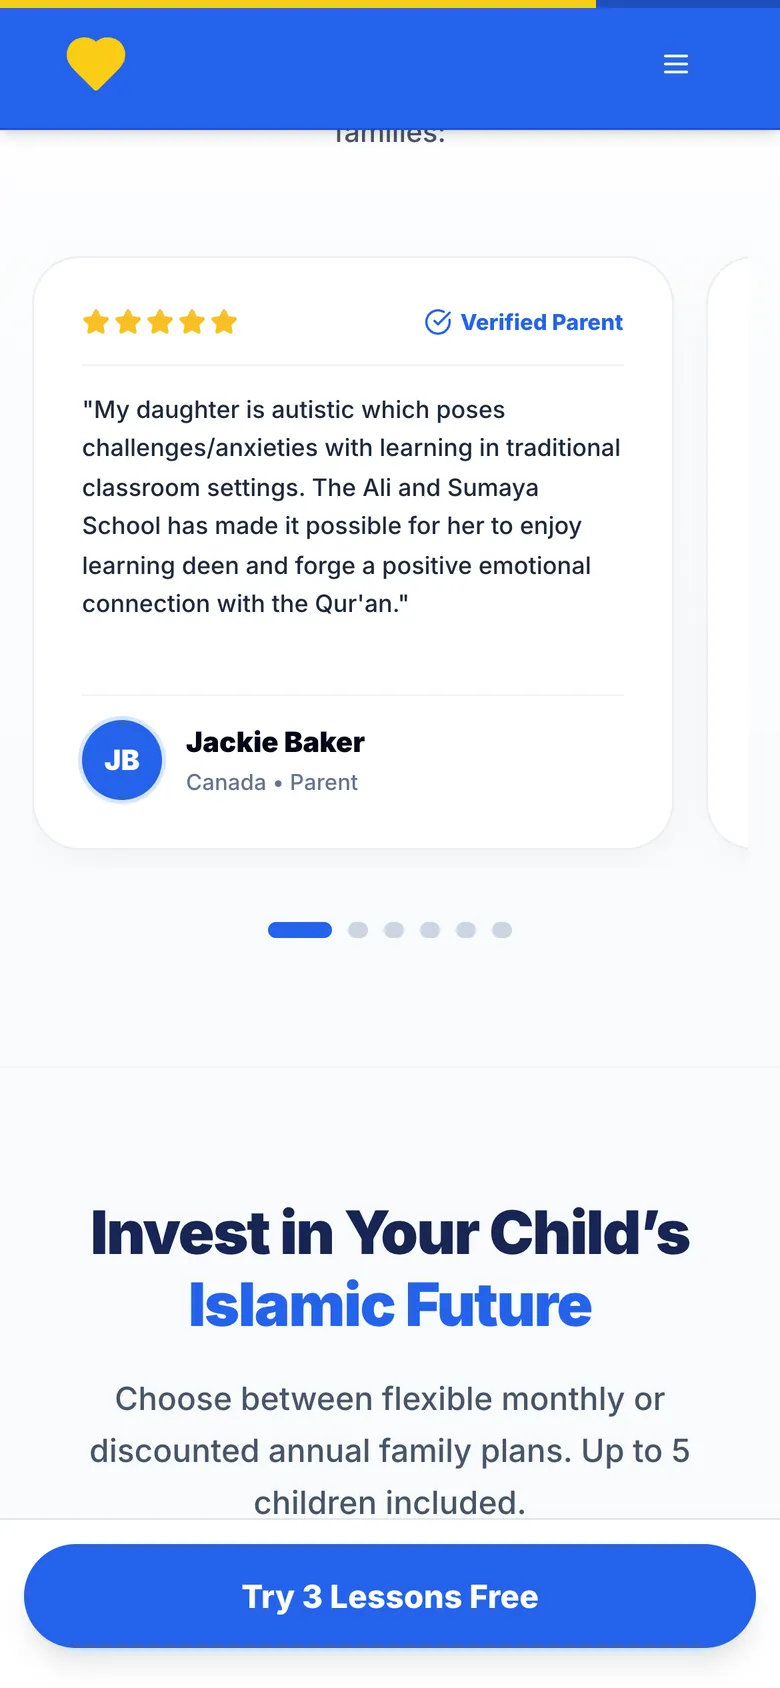 families:
Verified Parent
"My daughter is autistic which poses
challenges/anxieties with learning in traditional
classroom settings. The Ali and Sumaya
School has made it possible for her to enjoy
learning deen and forge a positive emotional
connection with the Qur'an."
JB
Jackie Baker
Canada • Parent
Invest in Your Child’s
Islamic Future
Choose between flexible monthly or
discounted annual family plans. Up to 5
children included.
Try 3 Lessons Free